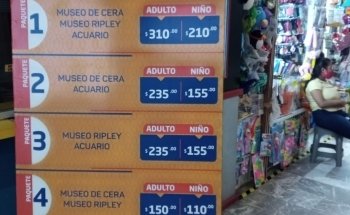 PAQUETE 1
MUSEO DE CERA
MUSEO RIPLEY
ACUARIO
ADULTO NIÑO
$310.00 $210.00
PAQUETE 2
MUSEO DE CERA
ACUARIO
ADULTO NIÑO
$235.00 $155.00
PAQUETE 3
MUSEO RIPLEY
ACUARIO
ADULTO NIÑO
$235.00 $155.00
PAQUETE 4
MUSEO DE CERA
MUSEO RIPLEY
ADULTO NIÑO
$150.00 $110.00